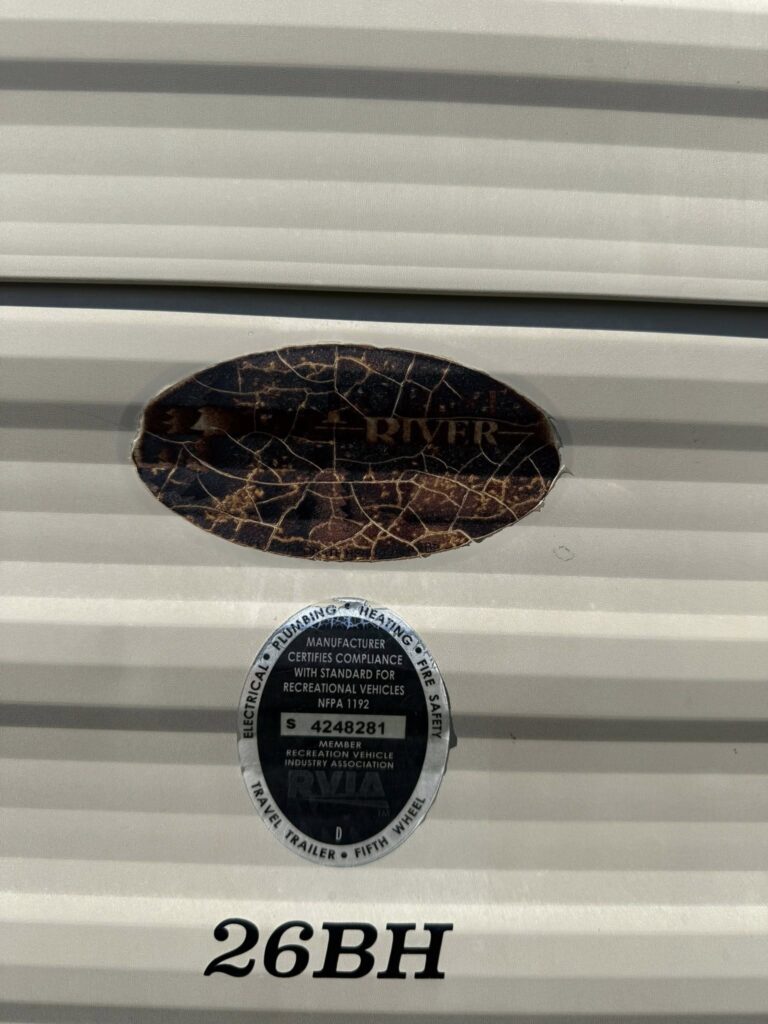 RIVER
ELECTRICAL • PLUMBING • HEATING • FIRE SAFETY
MANUFACTURER
CERTIFIES COMPLIANCE
WITH STANDARD FOR
RECREATIONAL VEHICLES
NFPA 1192
S 4248281
MEMBER
RECREATION VEHICLE
INDUSTRY ASSOCIATION
RVIA
TM
D
TRAVEL TRAILER • FIFTH WHEEL
26BH